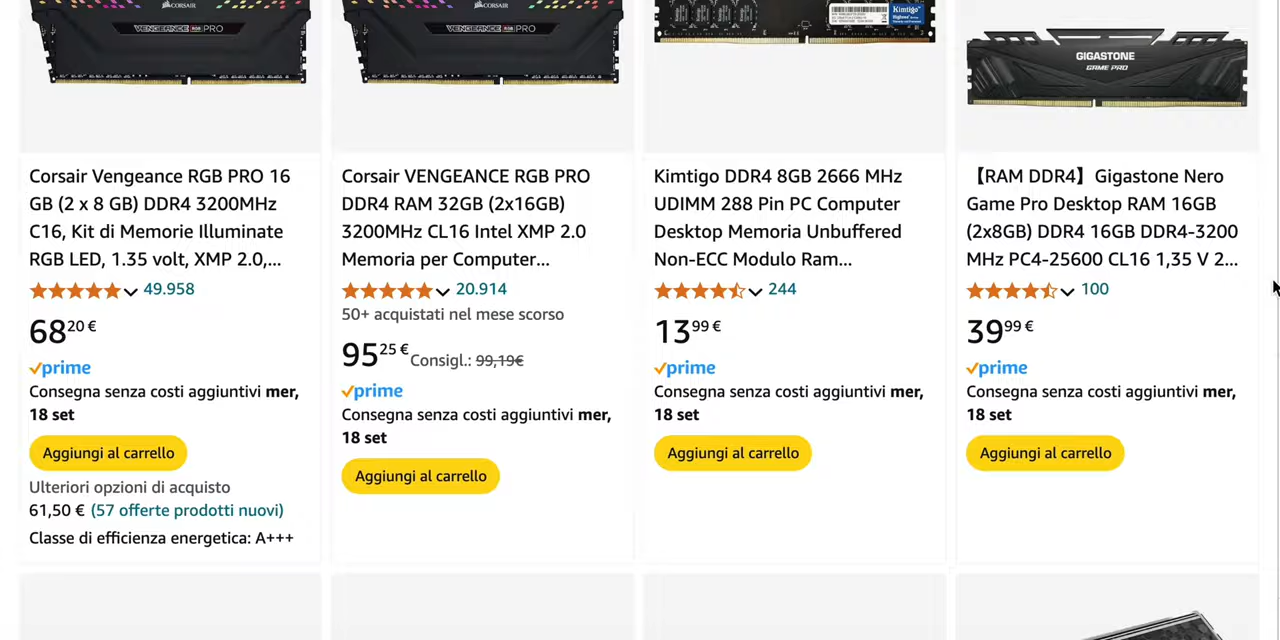 CORSAIR
VENGEANCE RGB PRO
CORSAIR
VENGEANCE RGB PRO
Kimtigo
GIGASTONE
GAME PRO
Corsair Vengeance RGB PRO 16
GB (2 x 8 GB) DDR4 3200MHz
C16, Kit di Memorie Illuminate
RGB LED, 1.35 volt, XMP 2.0,...
49.958
68,20 €
prime
Consegna senza costi aggiuntivi mer,
18 set
Aggiungi al carrello
Ulteriori opzioni di acquisto
61,50 € (57 offerte prodotti nuovi)
Classe di efficienza energetica: A+++
Corsair VENGEANCE RGB PRO
DDR4 RAM 32GB (2x16GB)
3200MHz CL16 Intel XMP 2.0
Memoria per Computer...
20.914
50+ acquistati nel mese scorso
95 25 € Consigl.: 99,19€
prime
Consegna senza costi aggiuntivi mer,
18 set
Aggiungi al carrello
Kimtigo DDR4 8GB 2666 MHz
UDIMM 288 Pin PC Computer
Desktop Memoria Unbuffered
Non-ECC Modulo Ram...
244
13 99 €
prime
Consegna senza costi aggiuntivi mer,
18 set
Aggiungi al carrello
【RAM DDR4】Gigastone Nero
Game Pro Desktop RAM 16GB
(2x8GB) DDR4 16GB DDR4-3200
MHz PC4-25600 CL16 1,35 V 2...
100
39 99 €
prime
Consegna senza costi aggiuntivi mer,
18 set
Aggiungi al carrello